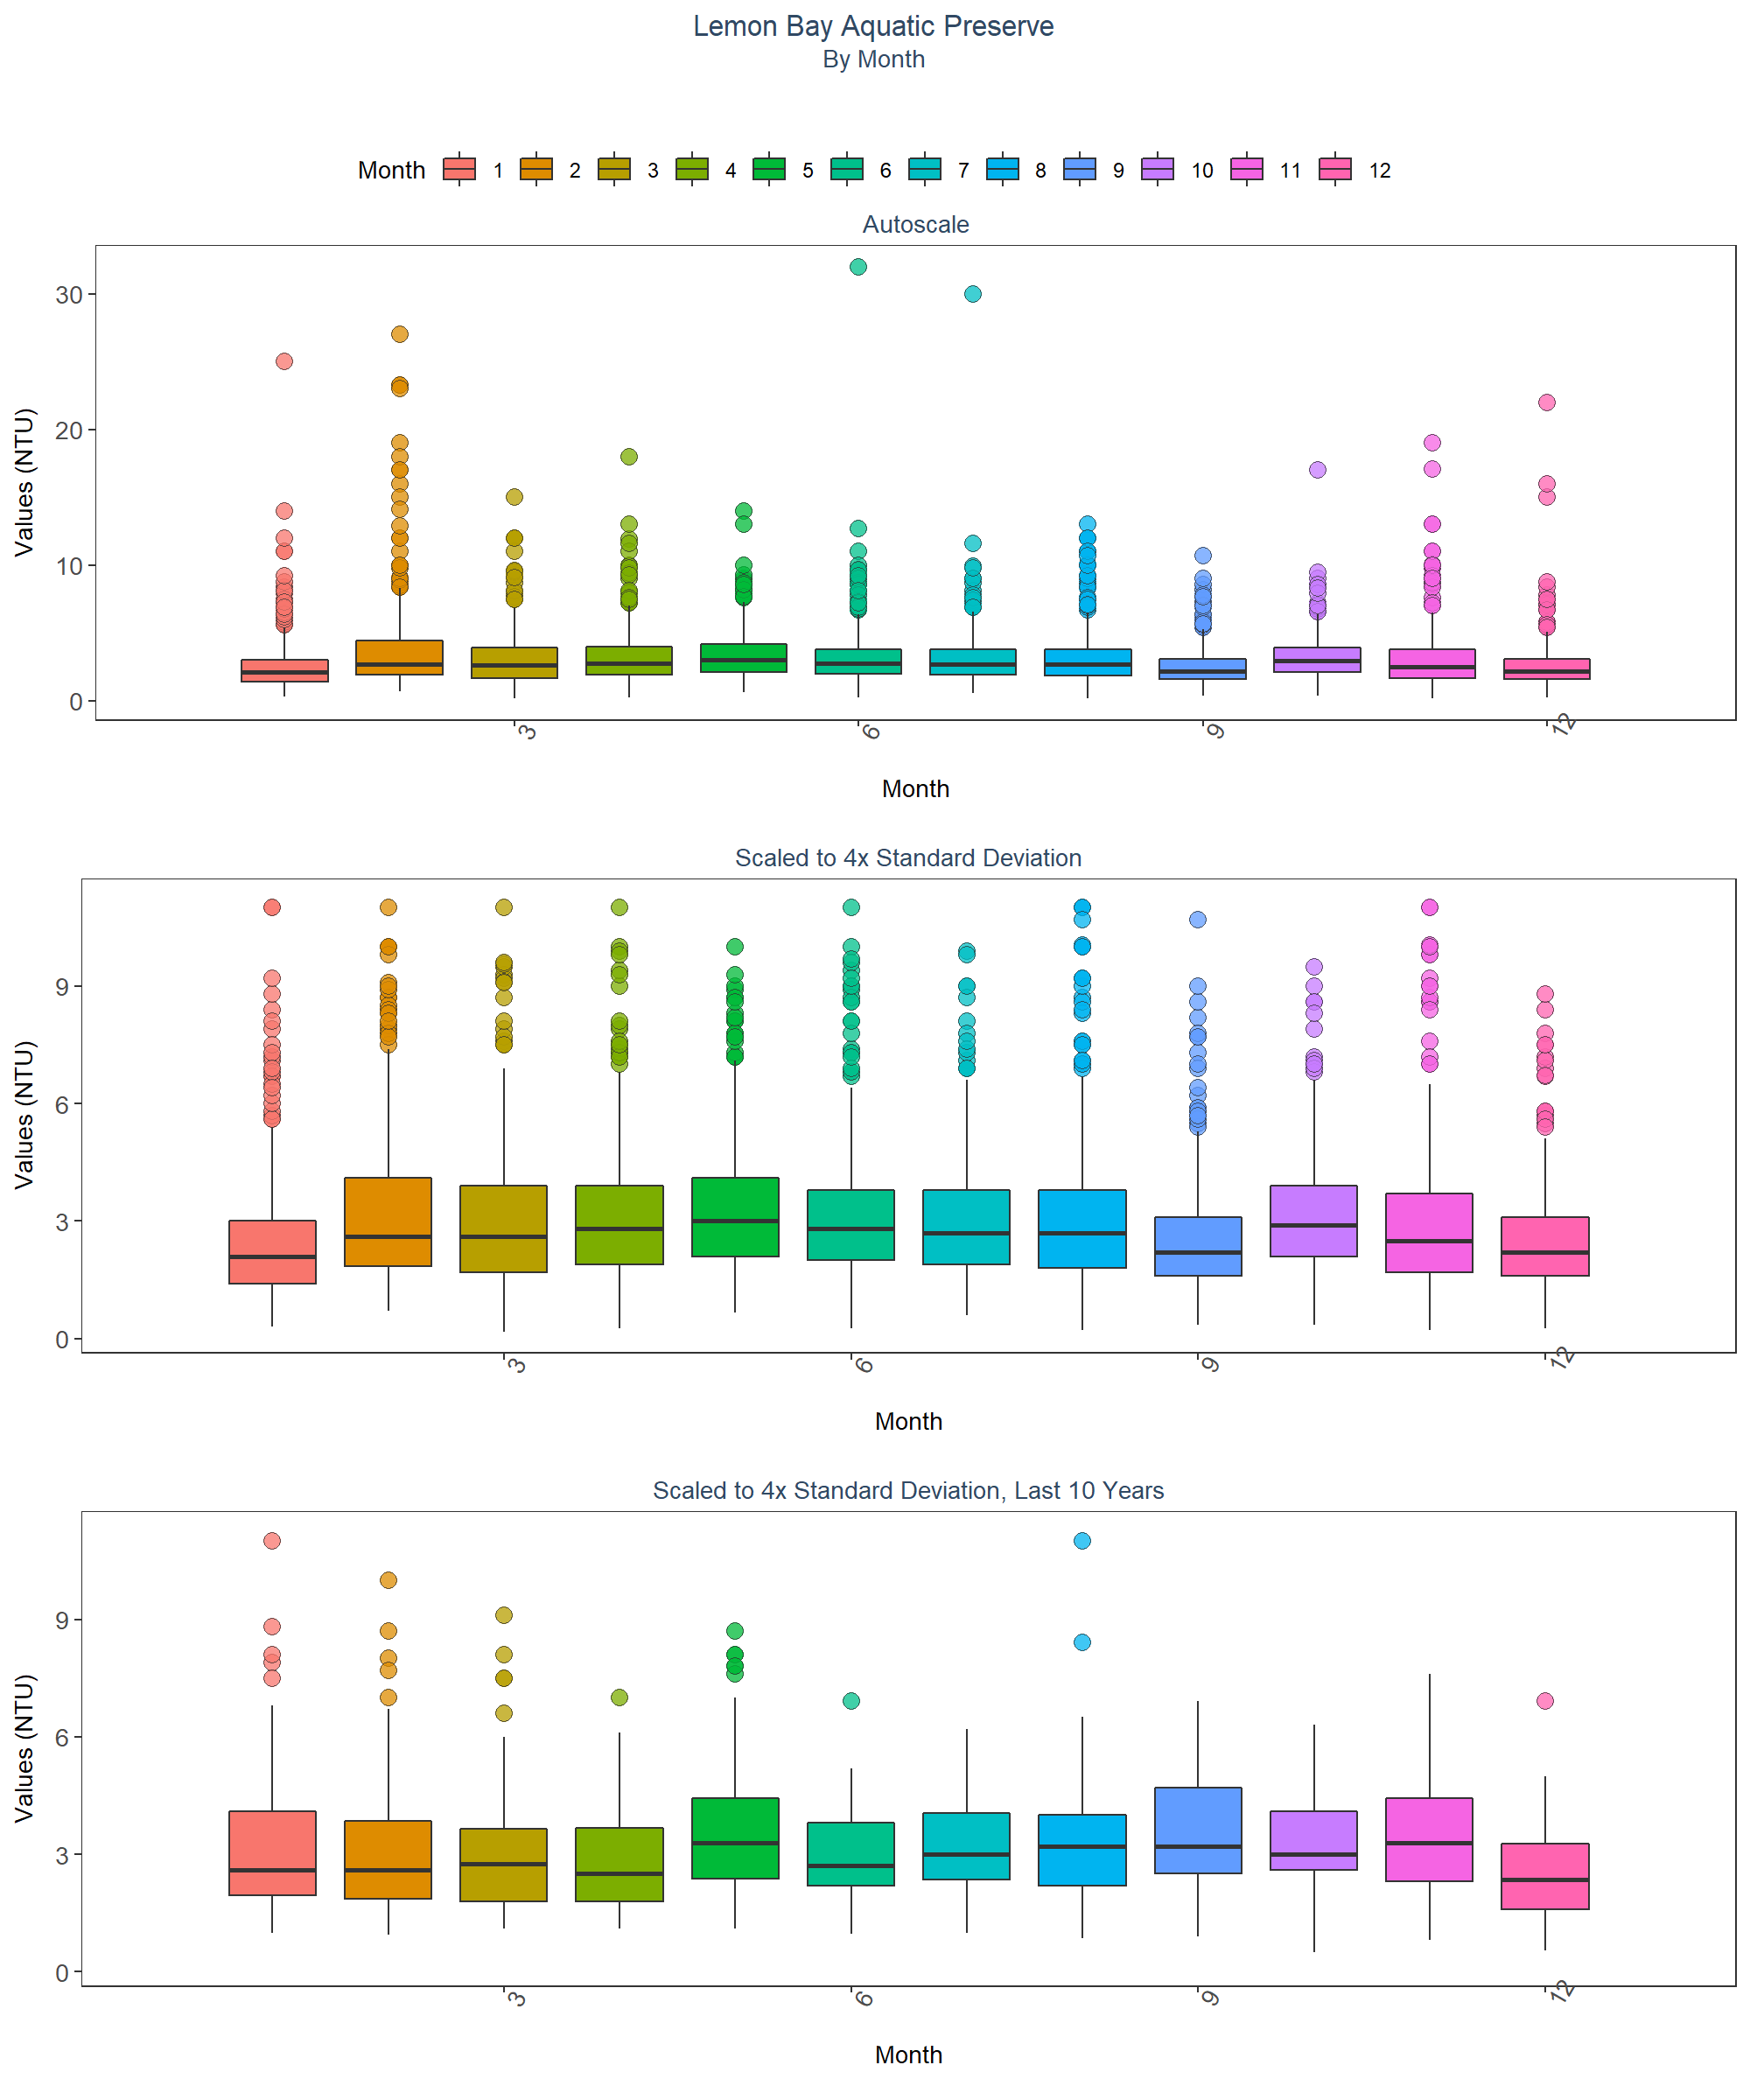 Lemon Bay Aquatic Preserve
By Month
Month 1 2 3 4 5 6 7 8 9 10 11 12
Autoscale
Values (NTU)
30
20
10
0
3 6 9 12
Month
Scaled to 4x Standard Deviation
Values (NTU)
9
6
3
0
3 6 9 12
Month
Scaled to 4x Standard Deviation, Last 10 Years
Values (NTU)
9
6
3
0
3 6 9 12
Month